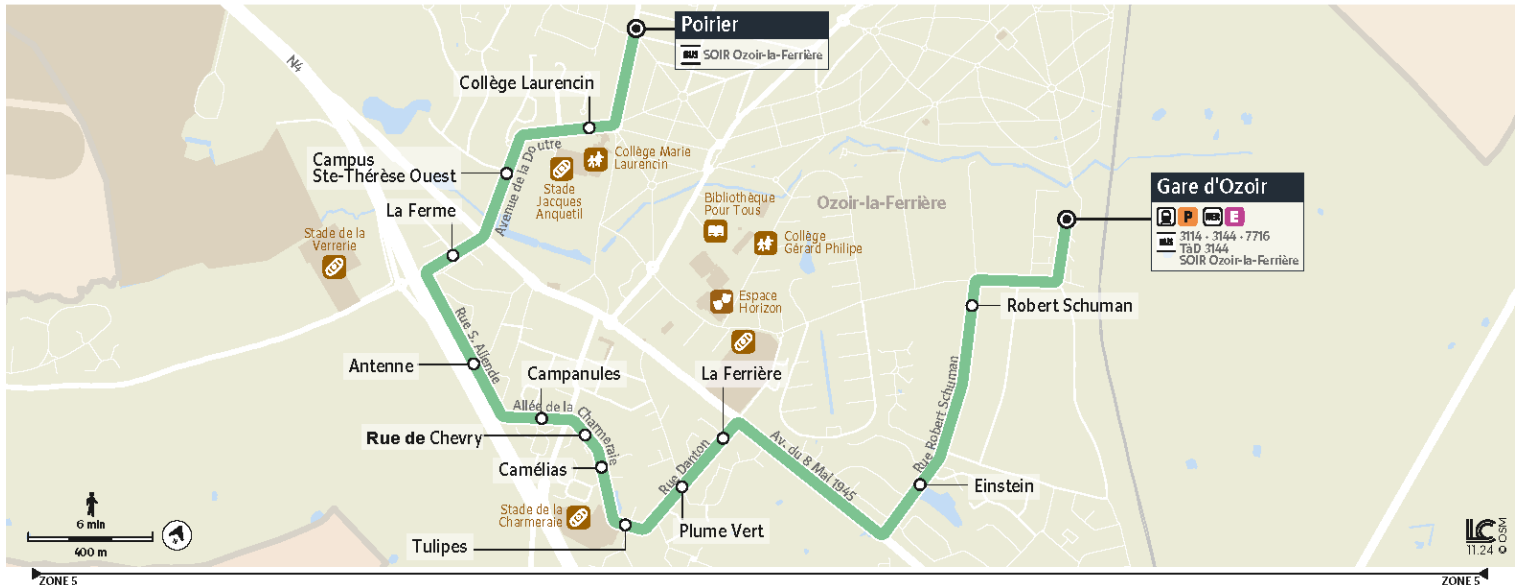 Poirier
BUS SOIR Ozoir-la-Ferrière
N4
Collège Laurencin
Campus
Ste-Thérèse Ouest
Avenue de la Doutre
Collège Marie
Laurencin
Stade
Jacques
Anquetil
La Ferme
Stade de la
Verrerie
Bibliothèque
Pour Tous
Ozoir-la-Ferrière
Collège
Gérard Philipe
Gare d'Ozoir
P RER E
BUS 3114 - 3144 - 7716
TàD 3144
SOIR Ozoir-la-Ferrière
Espace
Horizon
Robert Schuman
Rue S. Allende
Antenne
Campanules
La Ferrière
Allée de la Charmeraie
Rue de Chevry
Camélias
Rue Danton
Av. du 8 Mai 1945
Rue Robert Schuman
Einstein
Stade de la
Charmeraie
Plume Vert
Tulipes
6 min
400 m
LC
11.24 © OSM
ZONE 5
ZONE 5